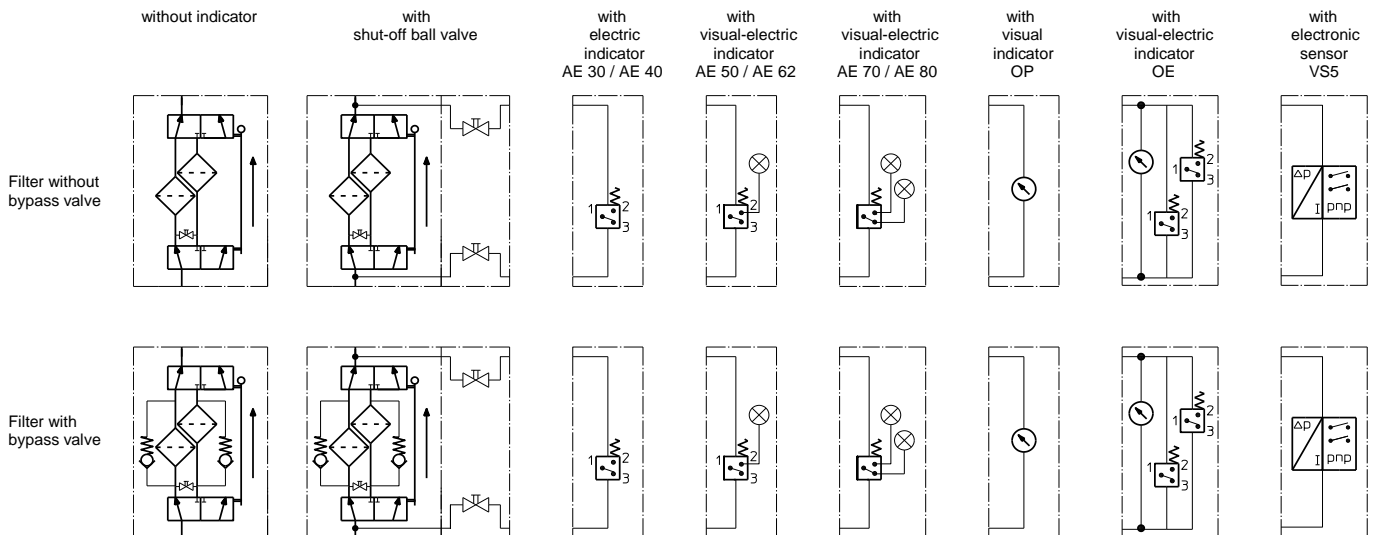 without indicator
with
shut-off ball valve
with
electric
indicator
AE 30 / AE 40
with
visual-electric
indicator
AE 50 / AE 62
with
visual-electric
indicator
AE 70 / AE 80
with
visual
indicator
OP
with
visual-electric
indicator
OE
with
electronic
sensor
VS5
Filter without
bypass valve
1 2
3
1 2
3
1 2
3
1 2
3
Δp
I pnp
Filter with
bypass valve
1 2
3
1 2
3
1 2
3
1 2
3
Δp
I pnp